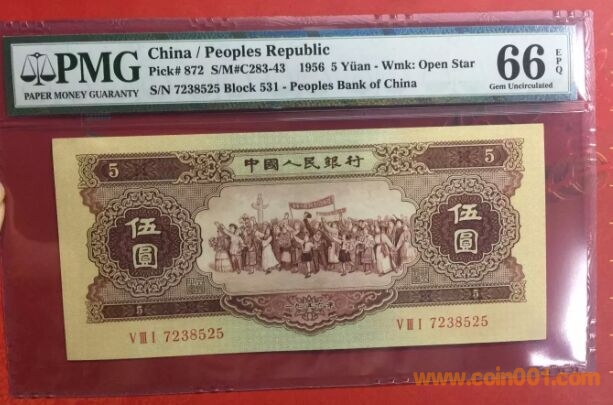 PMG
PAPER MONEY GUARANTY
China / Peoples Republic
Pick# 872 S/M#C283-43 1956 5 Yüan - Wmk: Open Star
S/N 7238525 Block 531 - Peoples Bank of China
66 EPQ
Gem Uncirculated
5 中國人民銀行 5
伍圓 伍圓
5 5
VⅢI 7238525 VⅢI 7238525
www.coin001.com